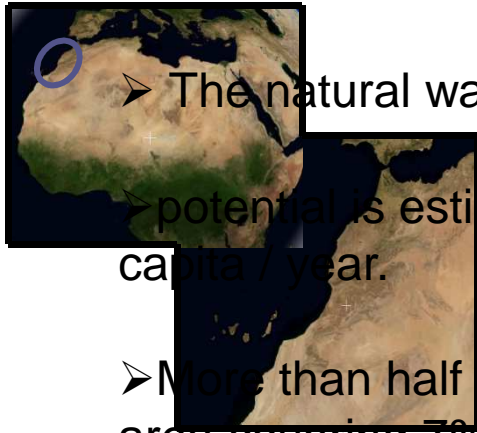 ➢ The natural wa
➢potential is esti
capita / year.
➢More than half